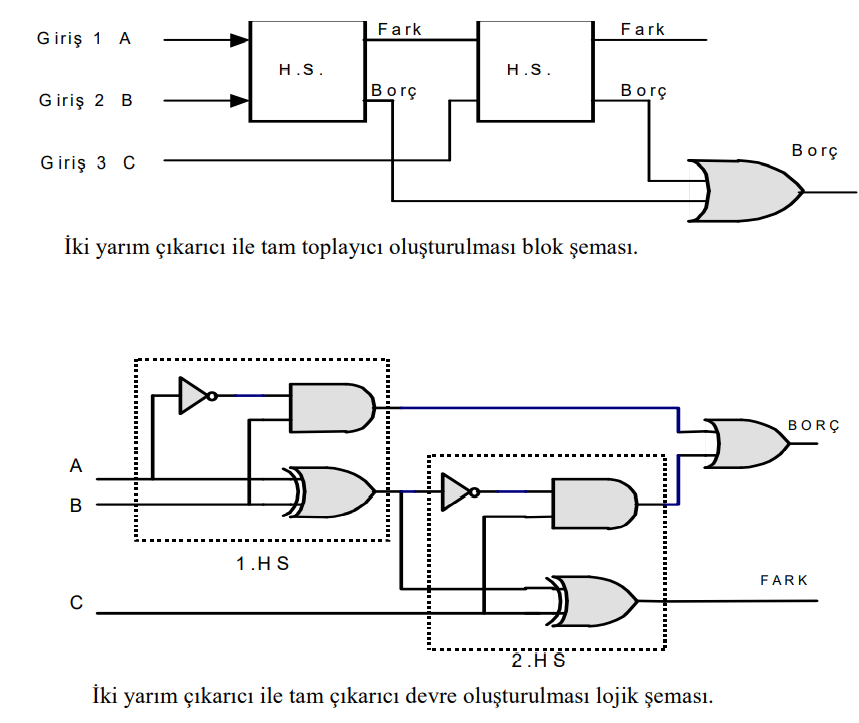 Giriş 1 A
Fark
Fark
H.S.
H.S.
Giriş 2 B
Borç
Borç
Giriş 3 C
Borç
İki yarım çıkarıcı ile tam toplayıcı oluşturulması blok şeması.
BORÇ
A
B
1.HS
FARK
C
2.HS
İki yarım çıkarıcı ile tam çıkarıcı devre oluşturulması lojik şeması.